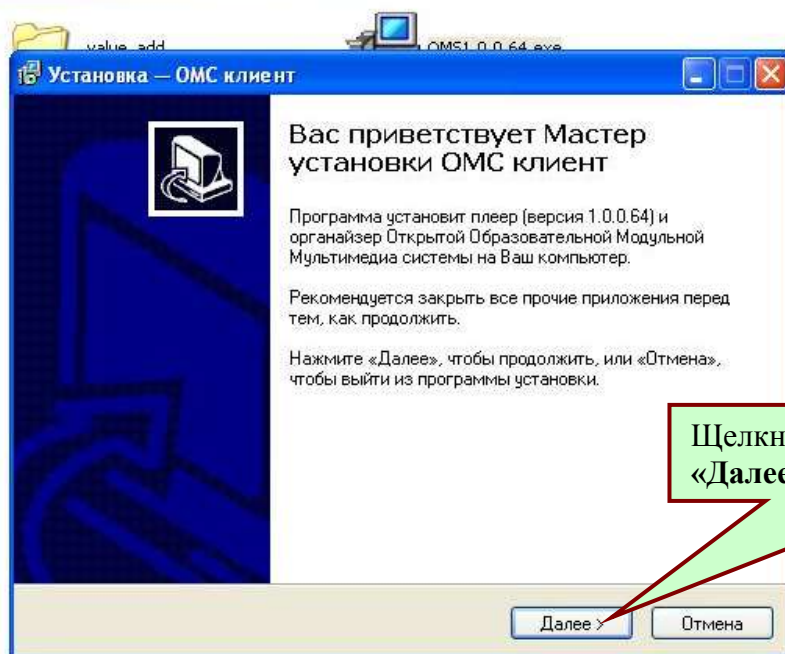 value_add
OMS1.0.0.64.exe
Установка — ОМС клиент
Вас приветствует Мастер
установки ОМС клиент
Программа установит плеер (версия 1.0.0.64) и
органайзер Открытой Образовательной Модульной
Мультимедиа системы на Ваш компьютер.
Рекомендуется закрыть все прочие приложения перед
тем, как продолжить.
Нажмите «Далее», чтобы продолжить, или «Отмена»,
чтобы выйти из программы установки.
Щелкн
«Далее
Далее >
Отмена